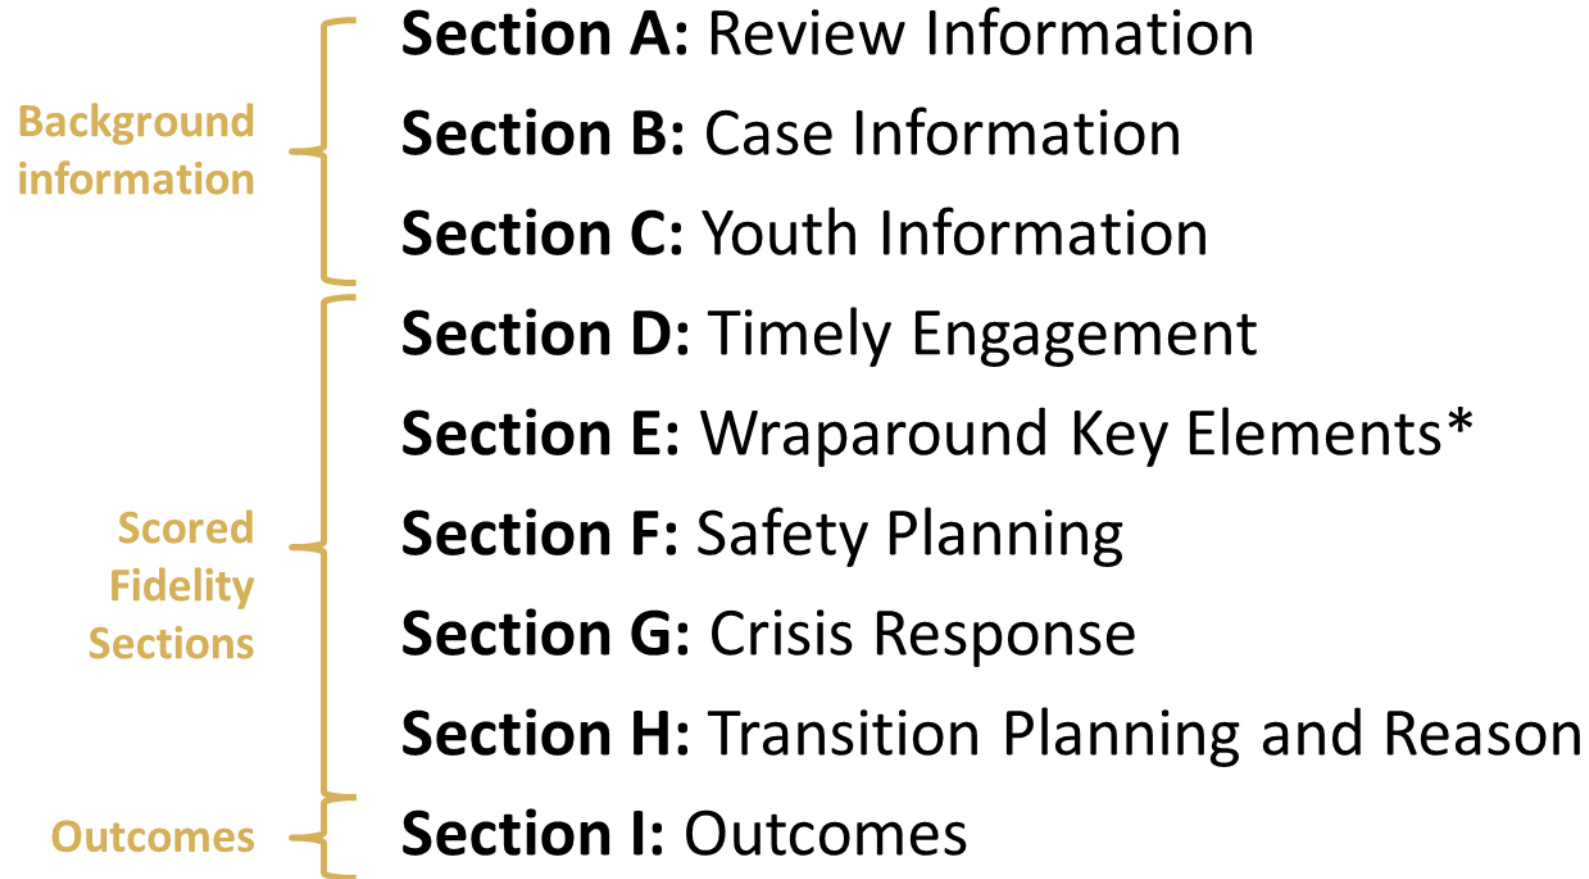 Background
information
Section A: Review Information
Section B: Case Information
Section C: Youth Information
Scored
Fidelity
Sections
Section D: Timely Engagement
Section E: Wraparound Key Elements*
Section F: Safety Planning
Section G: Crisis Response
Section H: Transition Planning and Reason
Outcomes
Section I: Outcomes